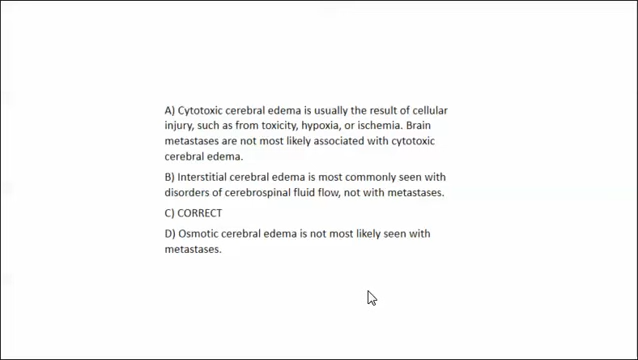 A) Cytotoxic cerebral edema is usually the result of cellular
injury, such as from toxicity, hypoxia, or ischemia. Brain
metastases are not most likely associated with cytotoxic
cerebral edema.
B) Interstitial cerebral edema is most commonly seen with
disorders of cerebrospinal fluid flow, not with metastases.
C) CORRECT
D) Osmotic cerebral edema is not most likely seen with
metastases.